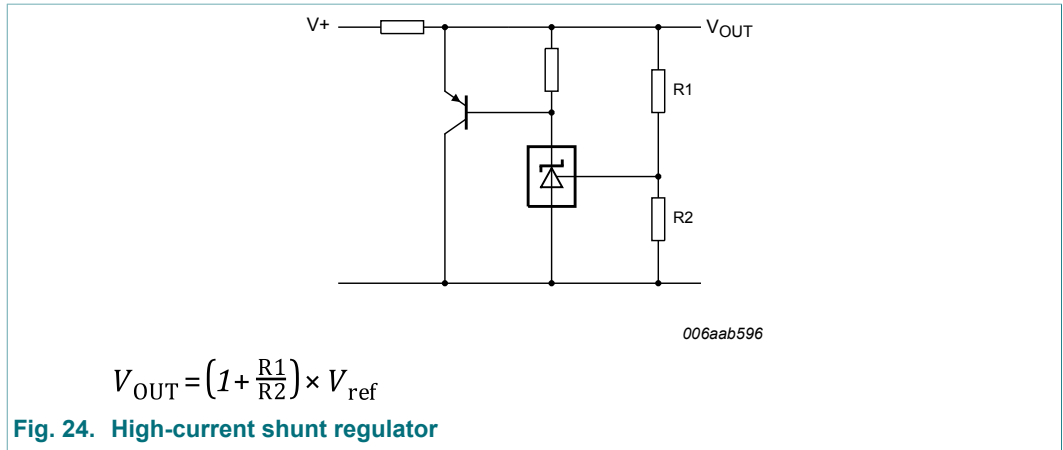 V+ VOUT
R1
R2
006aab596
VOUT = (1 + R1/R2) × Vref
Fig. 24. High-current shunt regulator